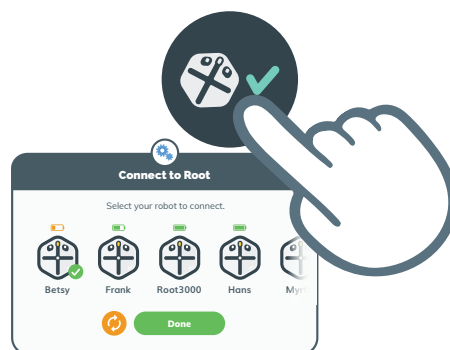 Connect to Root
Select your robot to connect.
Betsy Frank Root3000 Hans
Done